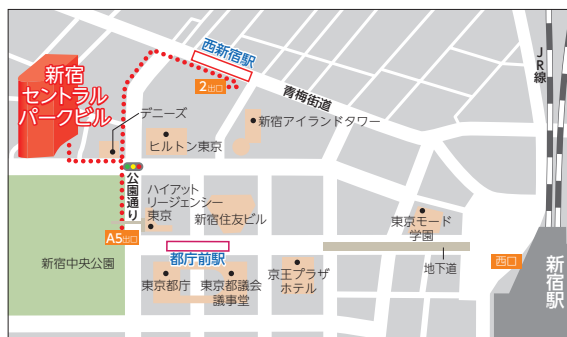 西新宿駅
JR線
新宿
セントラル
パークビル
2出口
青梅街道
デニーズ
新宿アイランドタワー
ヒルトン東京
公園通り
ハイアット
リージェンシー
東京
新宿住友ビル
東京モード
学園
A5出口
都庁前駅
新宿中央公園
東京都庁
東京都議会
議事堂
京王プラザ
ホテル
地下道
西口
新宿駅